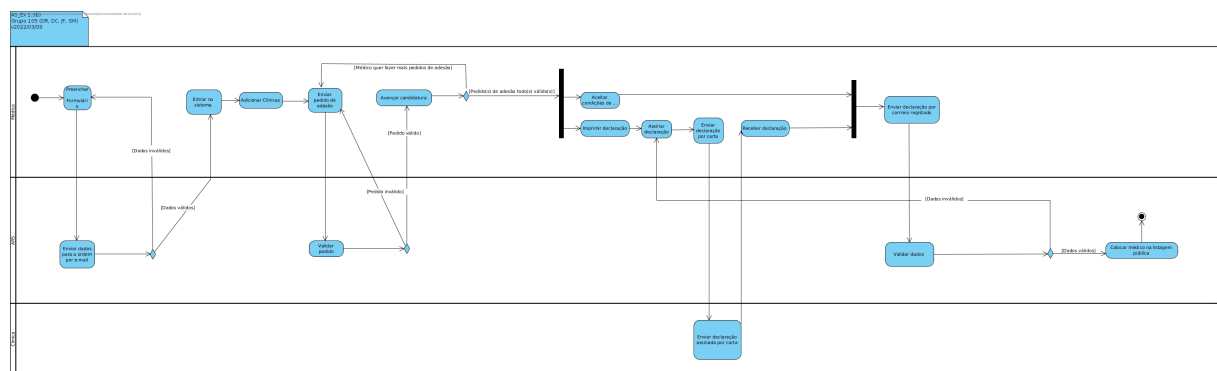 AS_EX 1.3b)
Grupo 105 (DR, DC, JF, GM)
v2022/03/09
Médico
Preencher
Formulári
o
Entrar no
sistema
Adicionar Clínicas
Enviar
pedido de
adesão
[Médico quer fazer mais pedidos de adesão]
Avançar candidatura
[Pedido(s) de adesão todo(s) válido(s)]
Aceitar
condições de ...
Imprimir declaração
Assinar
declaração
Enviar
declaração
por carta
Receber declaração
Enviar declaração por
correio registado
[Dados inválidos]
[Dados válidos]
[Pedido válido]
[Pedido inválido]
[Dados inválidos]
Enviar dados
para a ordem
por e-mail
Validar
pedido
Validar dados
[Dados válidos]
Colocar médico na listagem
pública
Clínica
Enviar declaração
assinada por carta